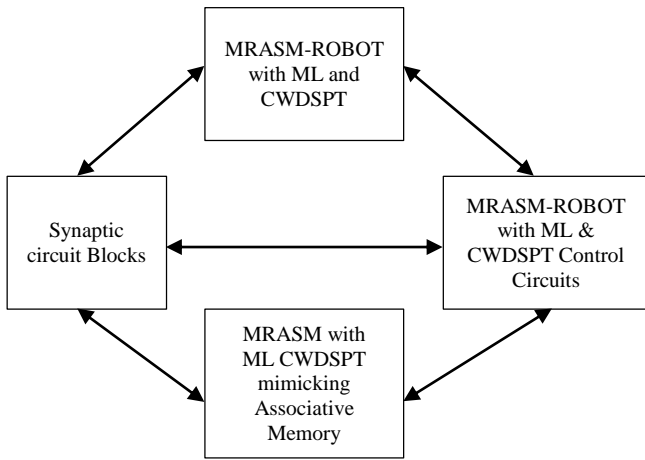 MRASM-ROBOT
with ML and
CWDSPT
Synaptic
circuit Blocks
MRASM-ROBOT
with ML &
CWDSPT Control
Circuits
MRASM with
ML CWDSPT
mimicking
Associative
Memory